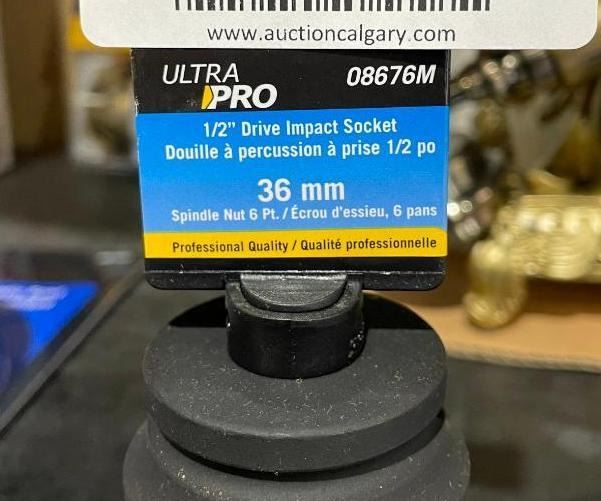 www.auctioncalgary.com
ULTRA 08676M
PRO
1/2" Drive Impact Socket
Douille à percussion à prise 1/2 po
36 mm
Spindle Nut 6 Pt. / Écrou d'essieu, 6 pans
Professional Quality / Qualité professionnelle